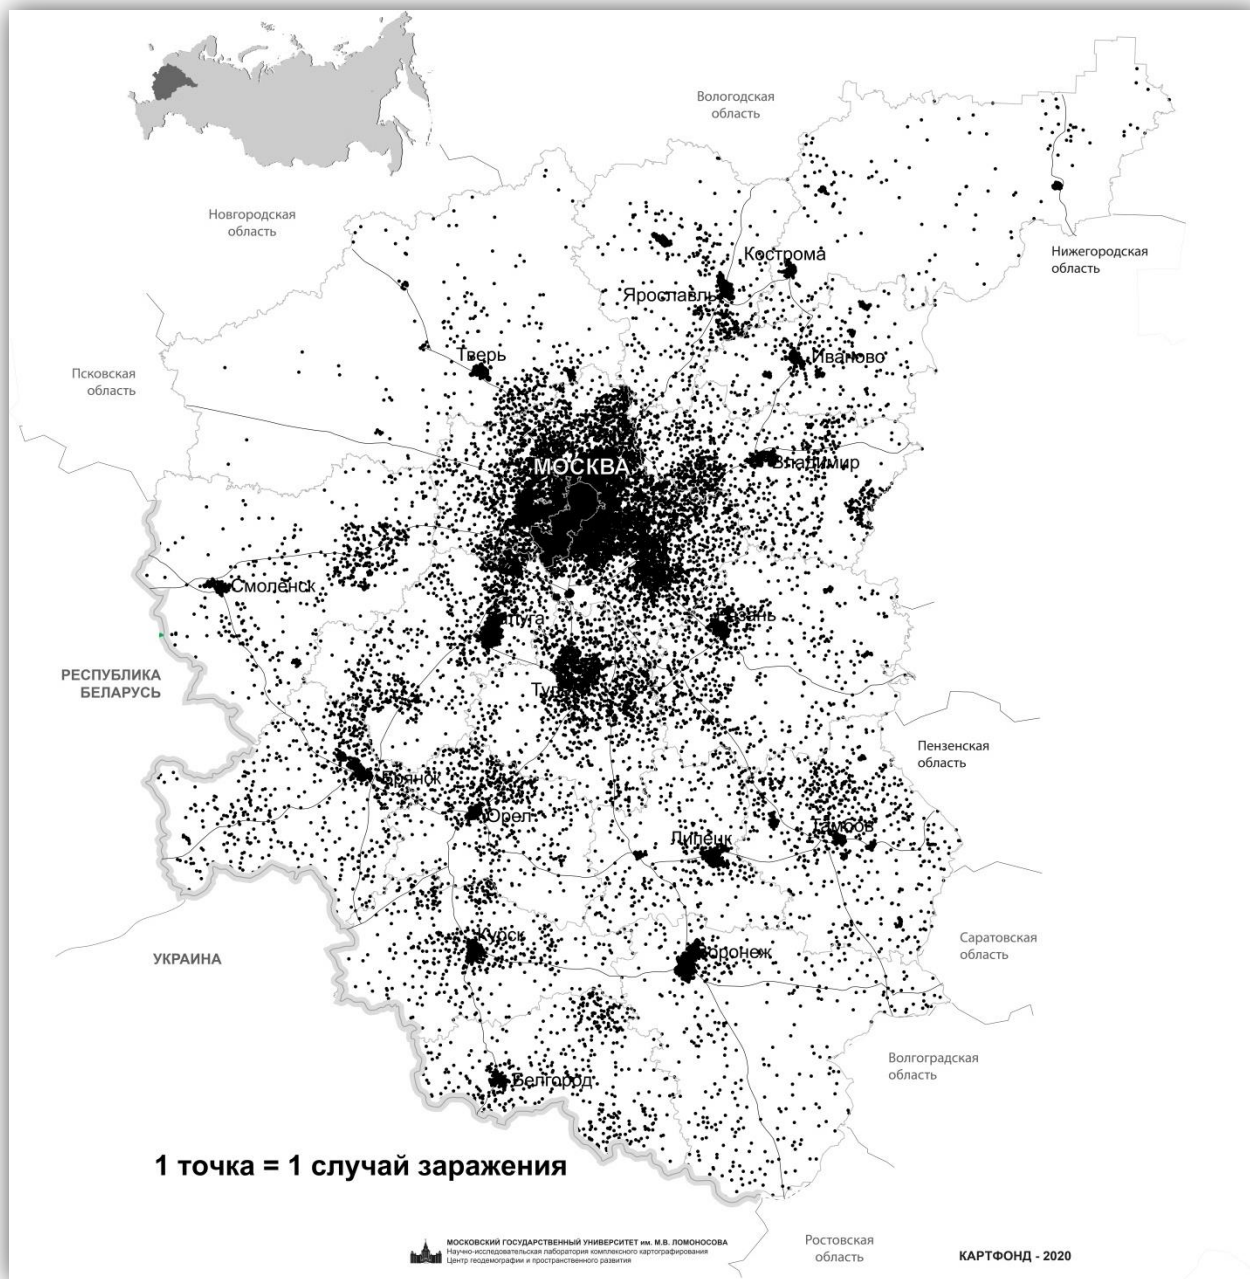 Вологодская
область
Новгородская
область
Нижегородская
область
Кострома
Ярославль
Тверь
Иваново
Псковская
область
МОСКВА
Владимир
Смоленск
Рязань
Калуга
РЕСПУБЛИКА
БЕЛАРУСЬ
Тула
Пензенская
область
Брянск
Орел
Тамбов
Липецк
Курск
Воронеж
Саратовская
область
УКРАИНА
Волгоградская
область
Белгород
1 точка = 1 случай заражения
МОСКОВСКИЙ ГОСУДАРСТВЕННЫЙ УНИВЕРСИТЕТ им. М.В. ЛОМОНОСОВА
Научно-исследовательская лаборатория комплексного картографирования
Центр геодемографии и пространственного развития
Ростовская
область
КАРТФОНД - 2020